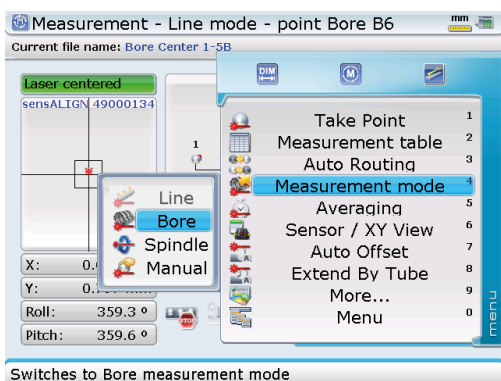 Measurement - Line mode - point Bore B6
mm
Current file name: Bore Center 1-5B
Laser centered
sensALIGN 49000134
1
DIM
M
Take Point 1
Measurement table 2
Auto Routing 3
Measurement mode 4
Averaging 5
Sensor / XY View 6
Auto Offset 7
Extend By Tube 8
More... 9
Menu 0
menu
Line
Bore
Spindle
Manual
X:
Y:
Roll: 359.3 º
Pitch: 359.6 º
STOP
Switches to Bore measurement mode